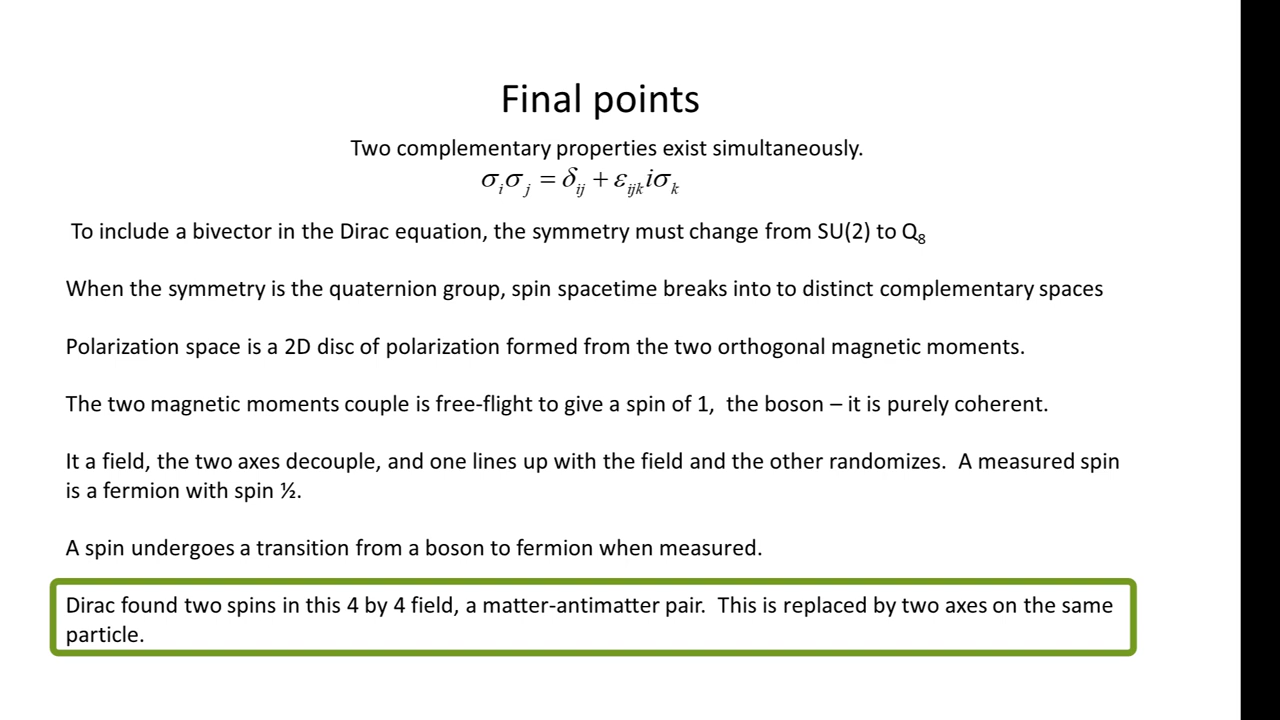 Final points
Two complementary properties exist simultaneously.
σᵢσⱼ = δᵢⱼ + εᵢⱼₖiσₖ
To include a bivector in the Dirac equation, the symmetry must change from SU(2) to Q₈
When the symmetry is the quaternion group, spin spacetime breaks into to distinct complementary spaces
Polarization space is a 2D disc of polarization formed from the two orthogonal magnetic moments.
The two magnetic moments couple is free-flight to give a spin of 1,  the boson – it is purely coherent.
It a field, the two axes decouple, and one lines up with the field and the other randomizes.  A measured spin
is a fermion with spin ½.
A spin undergoes a transition from a boson to fermion when measured.
Dirac found two spins in this 4 by 4 field, a matter-antimatter pair.  This is replaced by two axes on the same
particle.